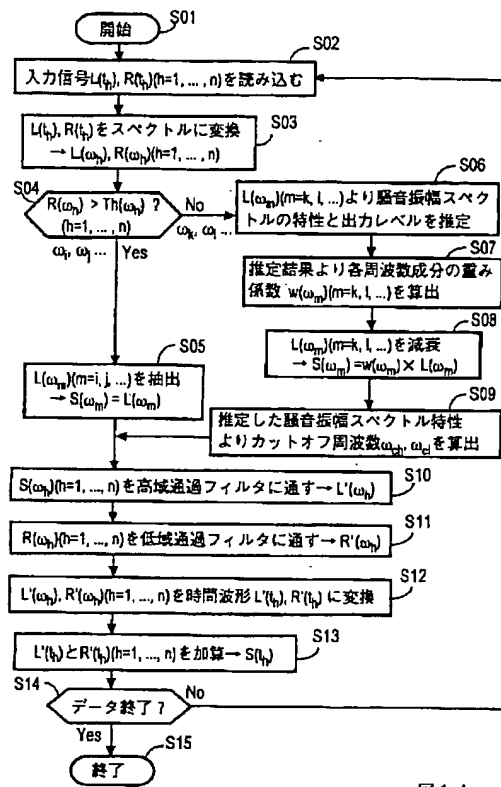 開始
S01
S02
入力信号L(tₕ), R(tₕ)(h=1, ..., n)を読み込む
L(tₕ), R(tₕ)をスペクトルに変換
→ L(ωₕ), R(ωₕ)(h=1, ..., n)
S03
S04
R(ωₕ) > Th(ωₕ) ?
(h=1, ..., n)
No
ωₖ, ωₗ ...
ωᵢ, ωⱼ ...
Yes
S06
L(ωₘ)(m=k, l, ...)より騒音振幅スペ
クトルの特性と出力レベルを推定
S07
推定結果より各周波数成分の重み
係数 w(ωₘ)(m=k, l, ...)を算出
S08
L(ωₘ)(m=k, l, ...)を減衰
→ S(ωₘ)=w(ωₘ)× L(ωₘ)
S05
L(ωₘ)(m=i, j, ...)を抽出
→ S(ωₘ)=L(ωₘ)
S09
推定した騒音振幅スペクトル特性
よりカットオフ周波数ω_ch, ω_clを算出
S10
S(ωₕ)(h=1, ..., n)を高域通過フィルタに通す→ L'(ωₕ)
S11
R(ωₕ)(h=1, ..., n)を低域通過フィルタに通す→ R'(ωₕ)
S12
L'(ωₕ), R'(ωₕ)(h=1, ..., n)を時間波形 L'(tₕ), R'(tₕ) に変換
S13
L'(tₕ)とR'(tₕ)(h=1, ..., n)を加算→ S(tₕ)
S14
データ終了 ?
No
Yes
S15
終了